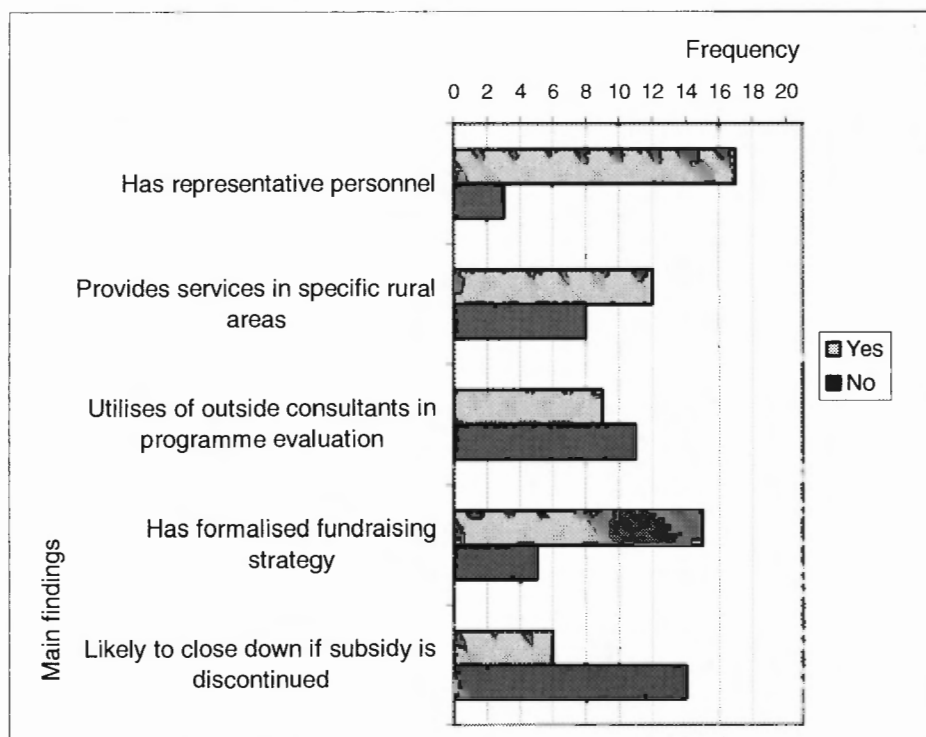 Frequency
0 2 4 6 8 10 12 14 16 18 20
Has representative personnel
Provides services in specific rural
areas
Utilises of outside consultants in
programme evaluation
Has formalised fundraising
strategy
Likely to close down if subsidy is
discontinued
Main findings
Yes
No